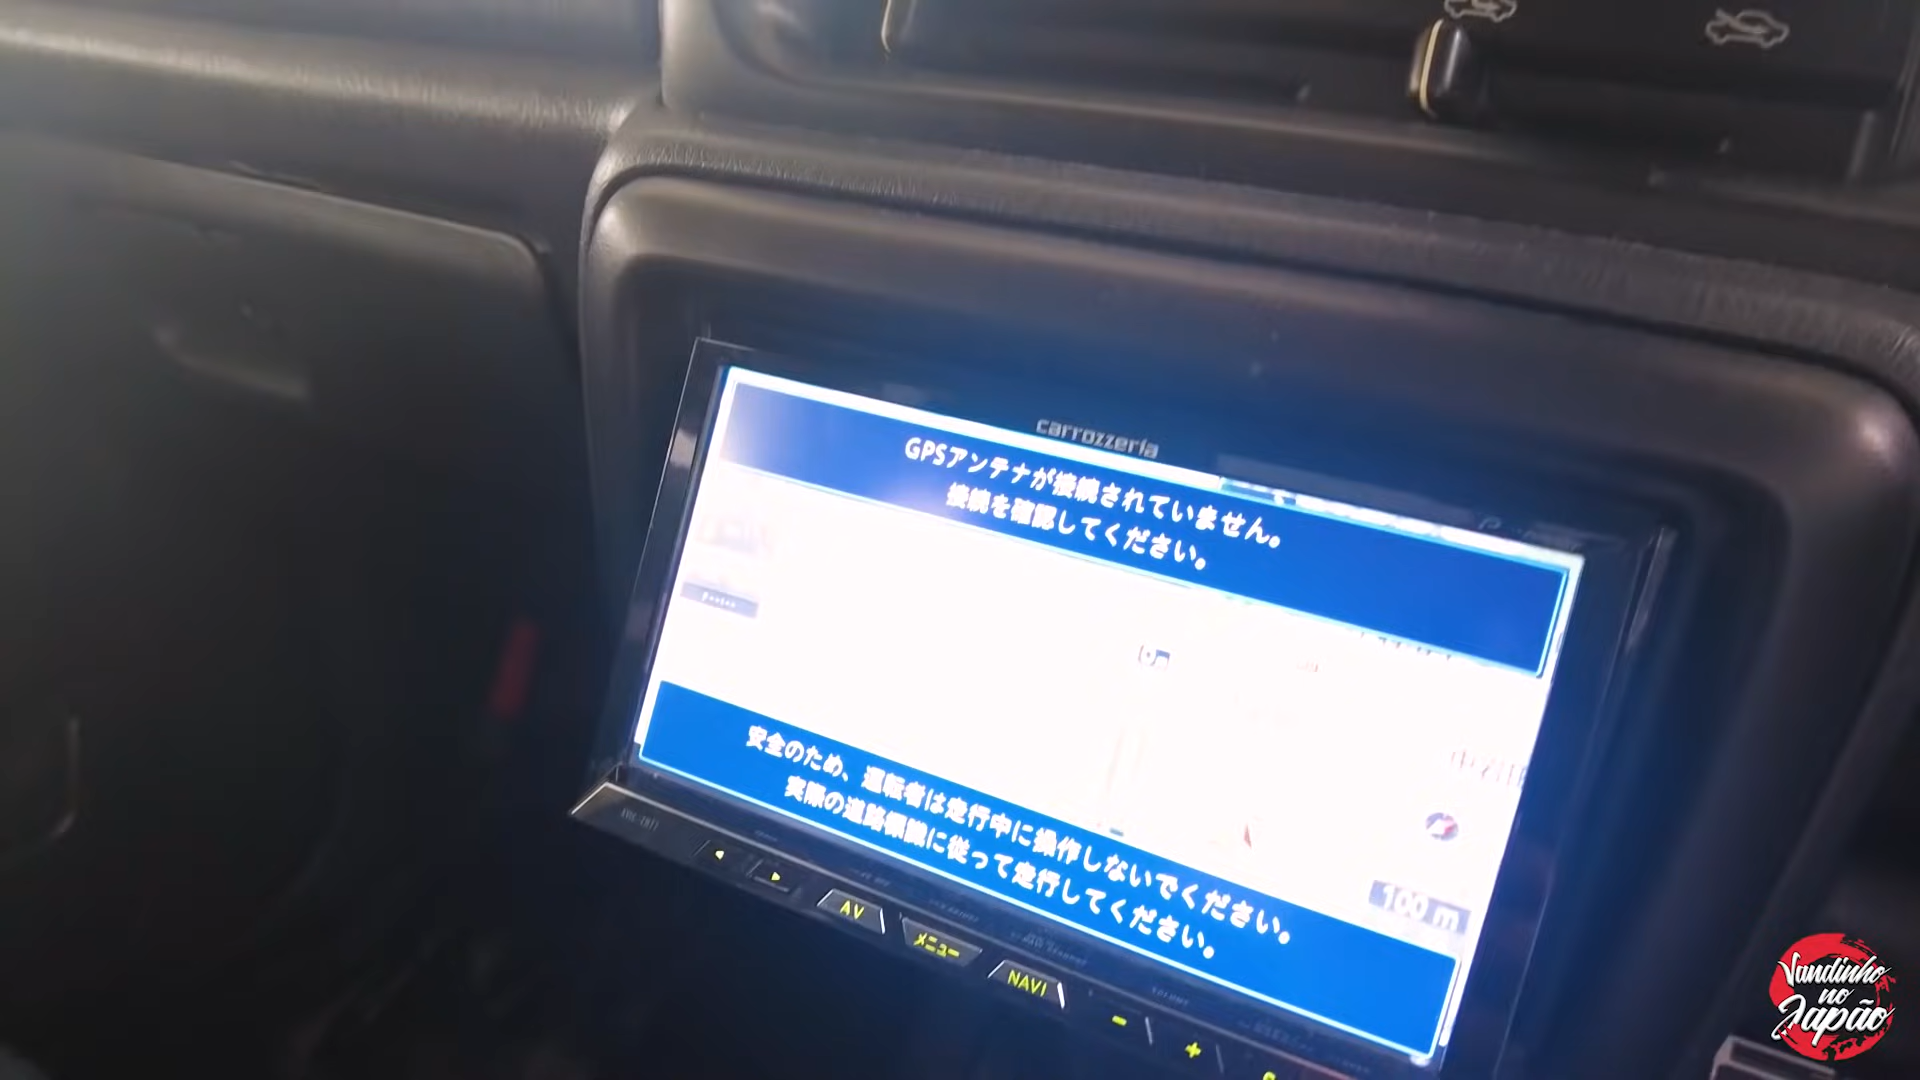 carrozzeria
GPSアンテナが接続されていません。
接続を確認してください。
100 m
安全のため、運転者は走行中に操作しないでください。
実際の道路標識に従って走行してください。
AV
メニュー
NAVI
-
+
Vandinho
no
Japão